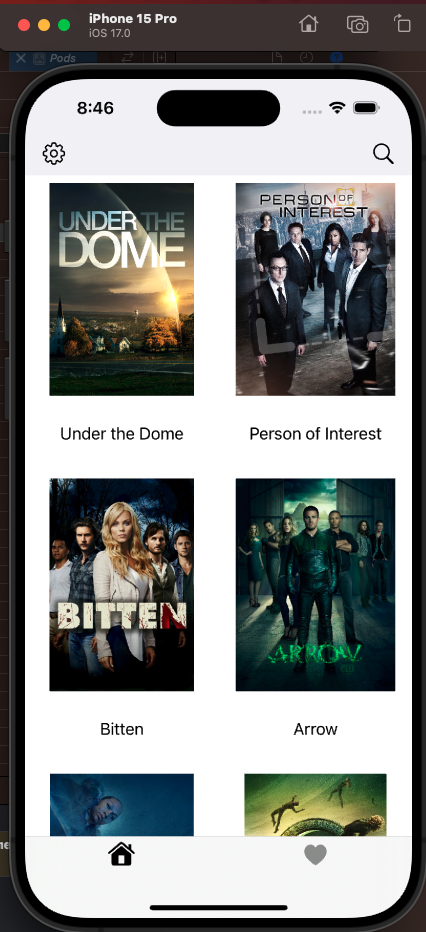 iPhone 15 Pro
iOS 17.0
Pods
8:46
UNDER THE
DOME
PERSON OF
INTEREST
Under the Dome
Person of Interest
BITTEN
ARROW
Bitten
Arrow